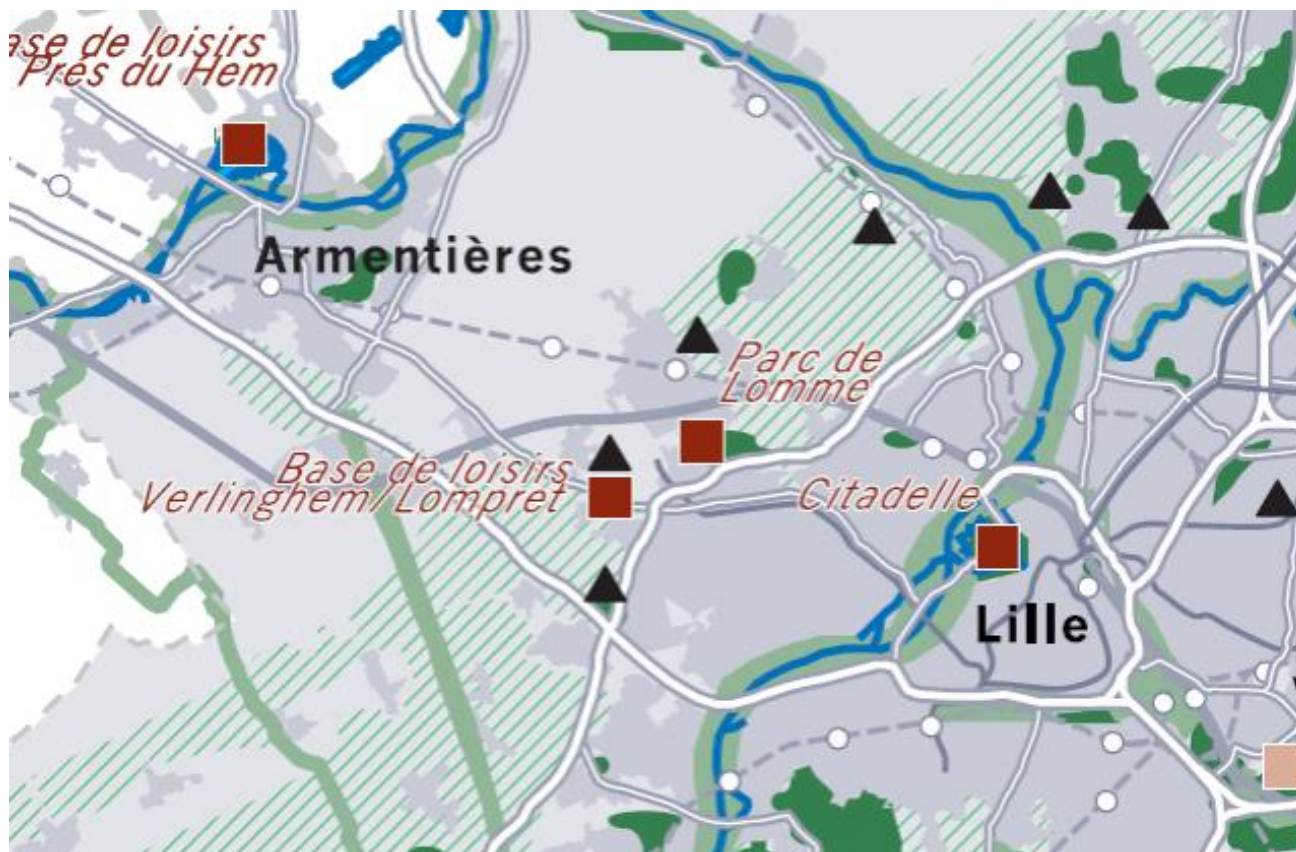 ase de loisirs
Prés du Hem
Armentières
Parc de
Lomme
Base de loisirs
Verlinghem/Lompret
Citadelle
Lille